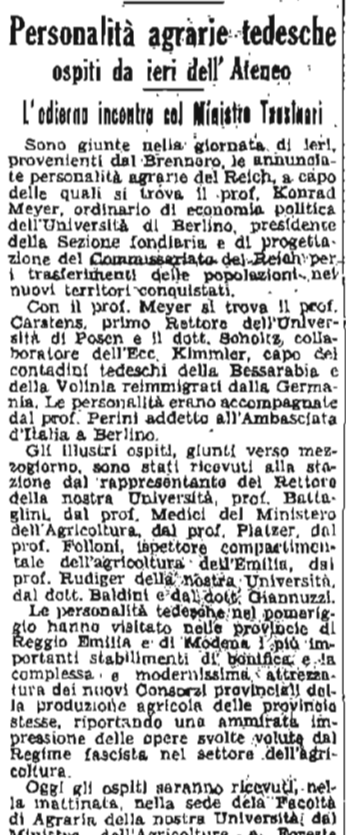 Personalità agrarie tedesche
ospiti da ieri dell'Ateneo
L'odierno incontro col Ministro Tassinari
Sono giunte nella giornata di ieri,
provenienti dal Brennero, le annuncia-
te personalità agrarie del Reich, a capo
delle quali si trova il prof. Konrad
Meyer, ordinario di economia politica
dell'Università di Berlino, presidente
della Sezione fondiaria e di progetta-
zione del Commissariato del Reich per
i trasferimenti delle popolazioni nei
nuovi territori conquistati.
Con il prof. Meyer si trova il prof.
Carstens, primo Rettore dell'Univer-
sità di Posen e il dott. Scholtz, colla-
boratore dell'Ecc. Kimmler, capo dei
contadini tedeschi della Bessarabia e
della Volinia reimmigrati dalla Germa-
nia. Le personalità erano accompagnate
dal prof. Perini addetto all'Ambasciata
d'Italia a Berlino.
Gli illustri ospiti, giunti verso mez-
zogiorno, sono stati ricevuti alla sta-
zione dal rappresentante del Rettore
della nostra Università, prof. Batta-
glini, dal prof. Medici del Ministero
dell'Agricoltura, dal prof. Platzer, dal
prof. Folloni, ispettore compartimen-
tale dell'agricoltura dell'Emilia, dal
prof. Rudiger della nostra Università,
dal dott. Baldini e dal dott. Giannuzzi.
Le personalità tedesche nel pomerig-
gio hanno visitato nelle provincie di
Reggio Emilia e di Modena i più im-
portanti stabilimenti di bonifica e la
complessa e modernissima attrezza-
tura dei nuovi Consorzi provinciali del-
la produzione agricola delle provincie
stesse, riportando una ammirata im-
pressione delle opere svolte volute dal
Regime fascista nel settore dell'agri-
coltura.
Oggi gli ospiti saranno ricevuti, nel-
la mattinata, nella sede della Facoltà
di Agraria della nostra Università, dal
Ministro dell'Agricoltura e Foreste